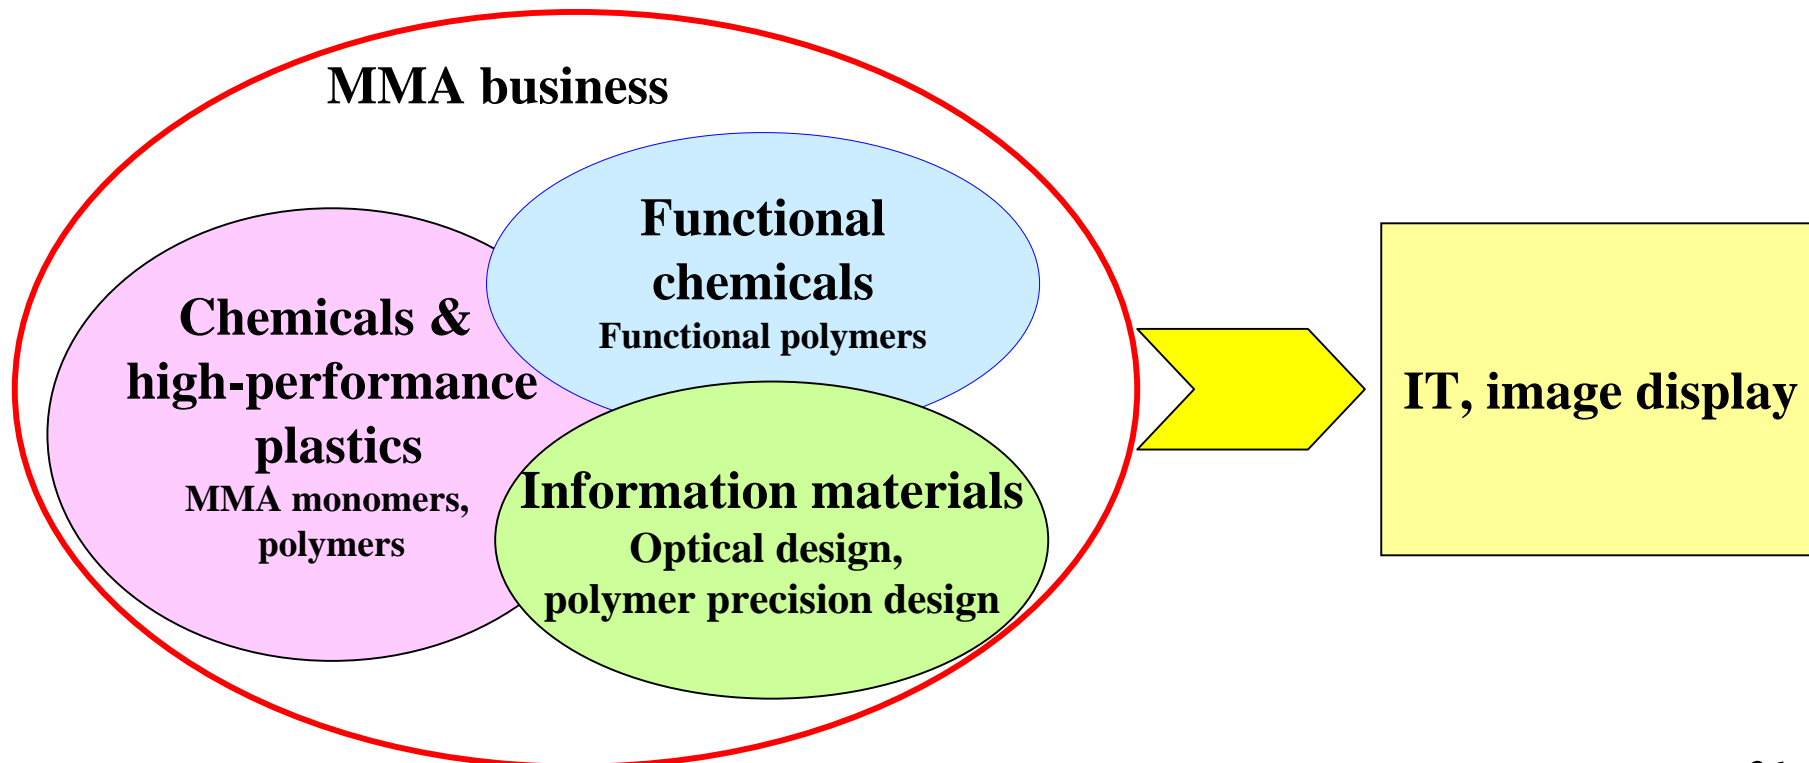 MMA business
Functional
chemicals
Functional polymers
Chemicals &
high-performance
plastics
MMA monomers,
polymers
Information materials
Optical design,
polymer precision design
IT, image display